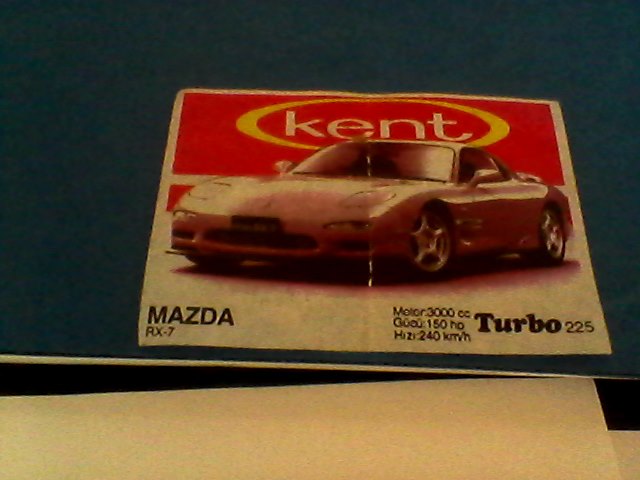 kent
MAZDA
RX-7
Motor:3000 cc
Gücü:150 hp
Hızı:240 km/h
Turbo 225